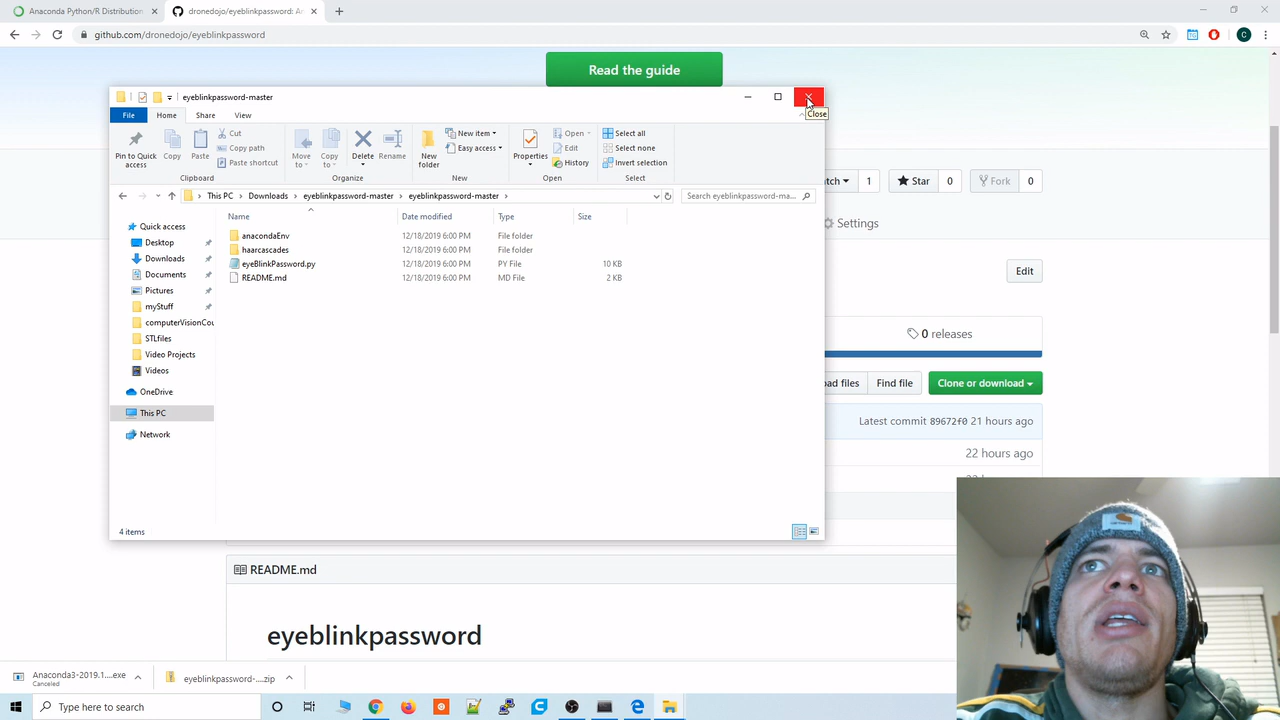 Anaconda Python/R Distribution
dronedojo/eyeblinkpassword: A
github.com/dronedojo/eyeblinkpassword
Read the guide
eyeblinkpassword-master
Close
File
Home
Share
View
Pin to Quick access
Copy
Paste
Cut
Copy path
Paste shortcut
Clipboard
Move to
Copy to
Delete
Rename
Organize
New folder
New item
Easy access
New
Properties
Open
Edit
History
Open
Select all
Select none
Invert selection
Select
This PC
Downloads
eyeblinkpassword-master
eyeblinkpassword-master
Search eyeblinkpassword-ma...
Name Date modified Type Size
anacondaEnv 12/18/2019 6:00 PM File folder
haarcascades 12/18/2019 6:00 PM File folder
eyeBlinkPassword.py 12/18/2019 6:00 PM PY File 10 KB
README.md 12/18/2019 6:00 PM MD File 2 KB
Quick access
Desktop
Downloads
Documents
Pictures
myStuff
computerVisionCou
STLfiles
Video Projects
Videos
OneDrive
This PC
Network
4 items
tch 1 Star 0 Fork 0
Settings
Edit
0 releases
oad files Find file Clone or download
Latest commit 89672f0 21 hours ago
22 hours ago
README.md
eyeblinkpassword
Anaconda3-2019.1....exe
Canceled
eyeblinkpassword-....zip
Type here to search